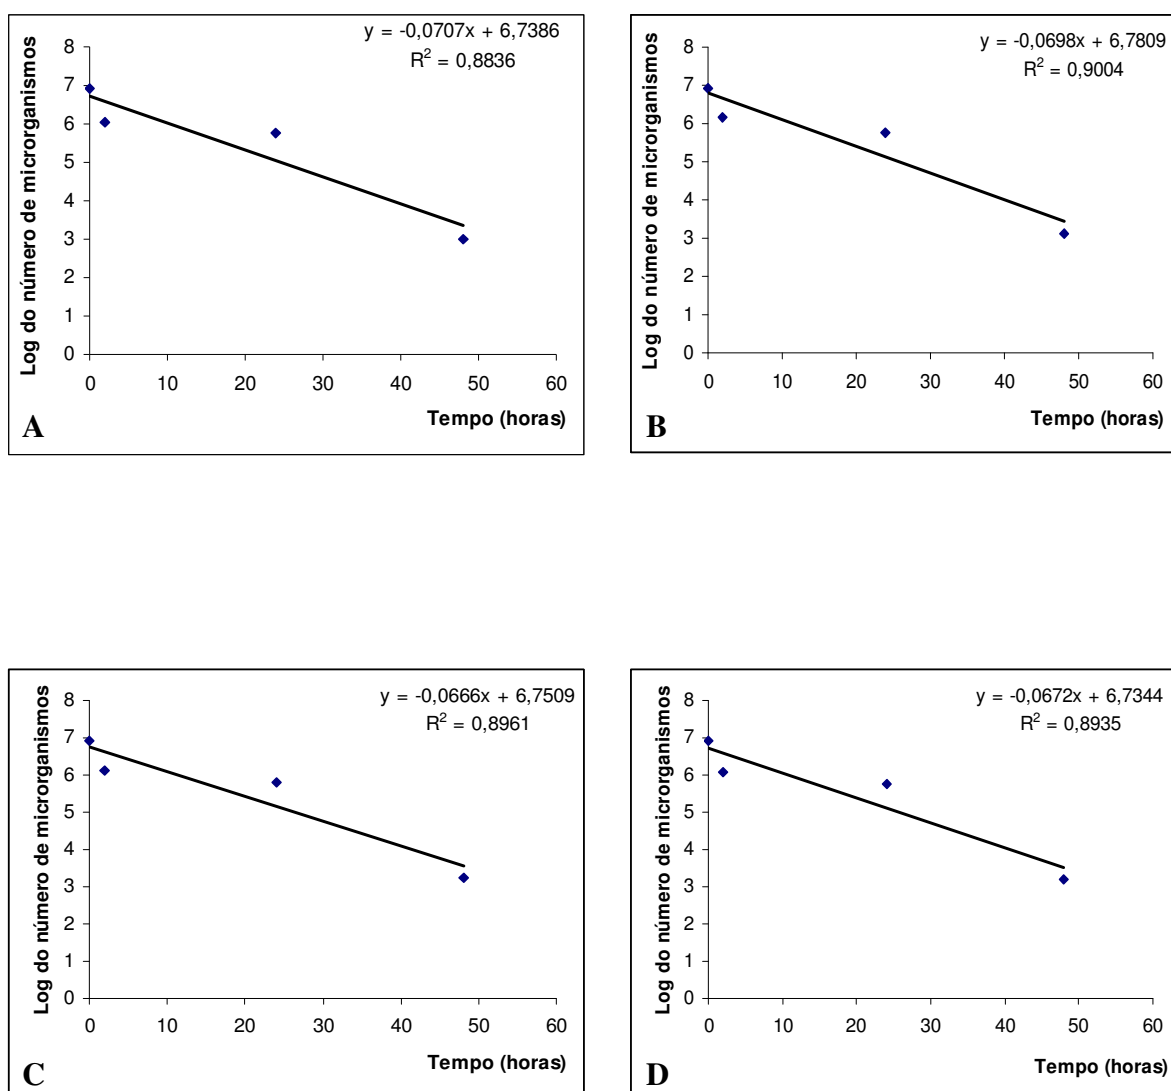 y = -0,0707x + 6,7386
R² = 0,8836
Log do número de microrganismos
8
7
6
5
4
3
2
1
0
0 10 20 30 40 50 60
Tempo (horas)
A
y = -0,0698x + 6,7809
R² = 0,9004
Log do número de microrganismos
8
7
6
5
4
3
2
1
0
0 10 20 30 40 50 60
Tempo (horas)
B
y = -0,0666x + 6,7509
R² = 0,8961
Log do número de microrganismos
8
7
6
5
4
3
2
1
0
0 10 20 30 40 50 60
Tempo (horas)
C
y = -0,0672x + 6,7344
R² = 0,8935
Log do número de microrganismos
8
7
6
5
4
3
2
1
0
0 10 20 30 40 50 60
Tempo (horas)
D